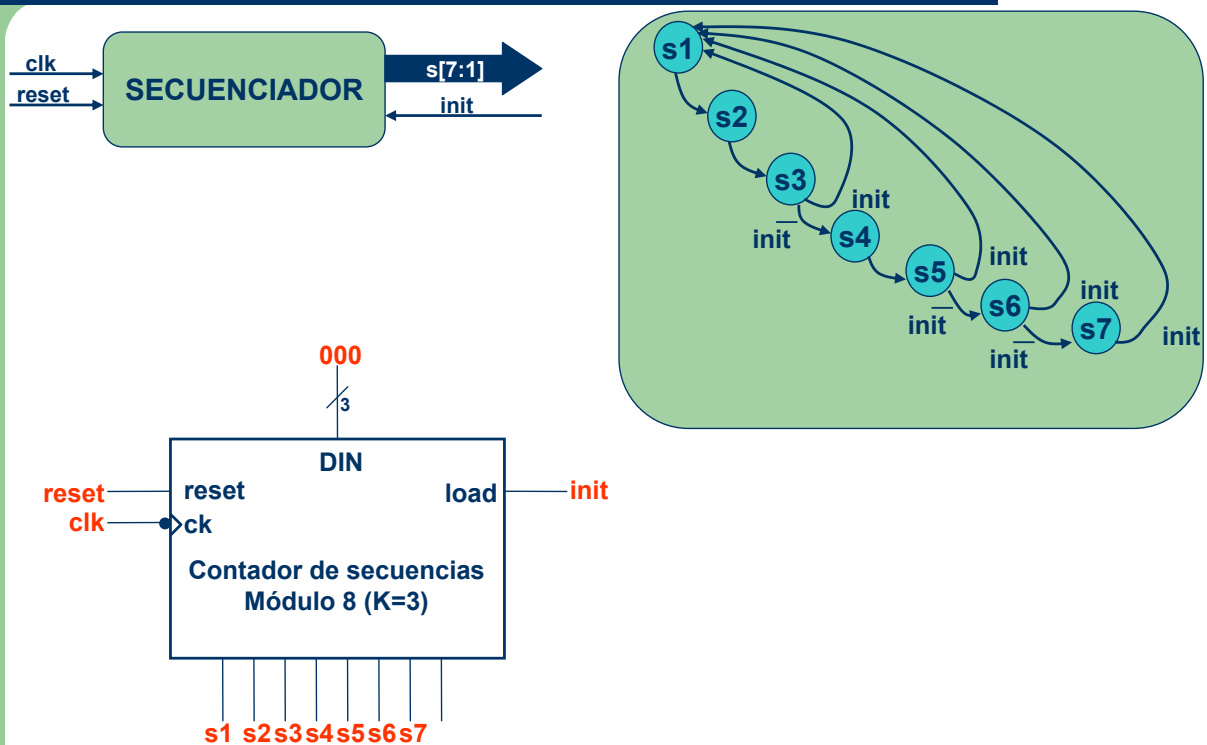 clk
reset
SECUENCIADOR
s[7:1]
init
s1
s2
s3
init
init
s4
init
s5
init
s6
init
init
s7
init
000
3
DIN
reset
reset
load
init
clk
ck
Contador de secuencias
Módulo 8 (K=3)
s1 s2 s3 s4 s5 s6 s7